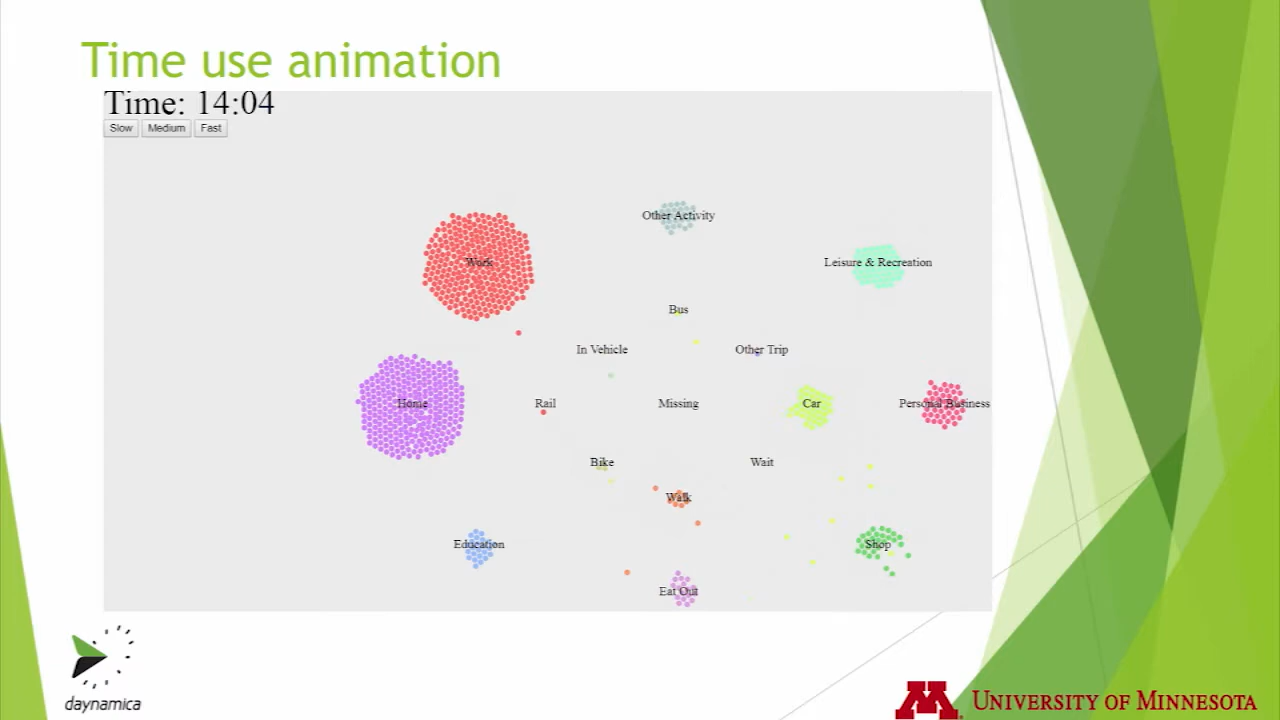 Time use animation
Time: 14:04
Slow Medium Fast
Other Activity
Work
Leisure & Recreation
Bus
In Vehicle
Other Trip
Home
Rail
Missing
Car
Personal Business
Bike
Wait
Walk
Education
Shop
Eat Out
daynamica
M
UNIVERSITY OF MINNESOTA